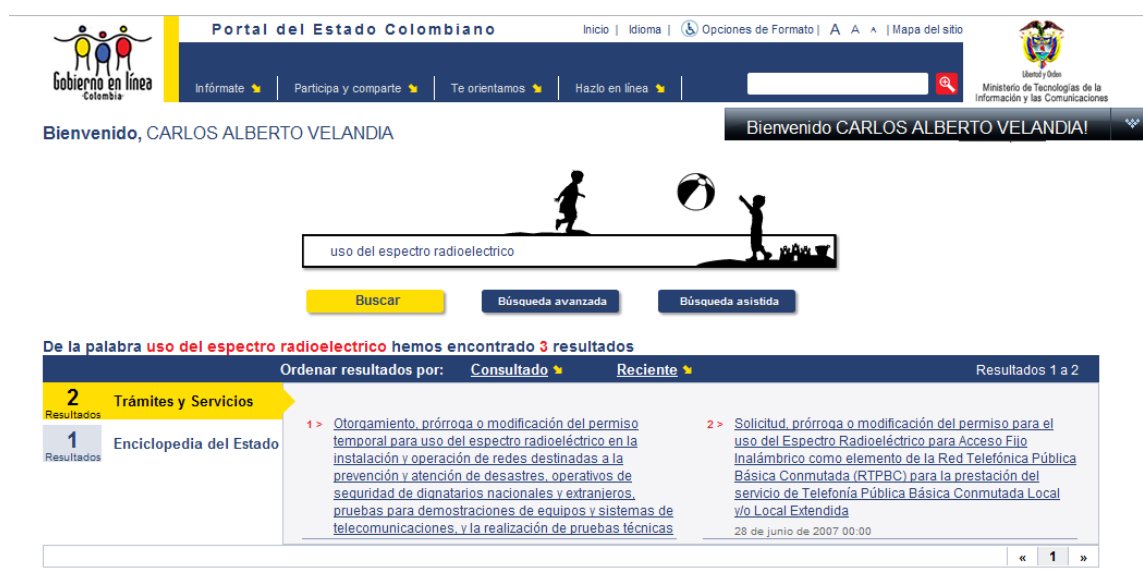 Portal del Estado Colombiano
Inicio | Idioma | Opciones de Formato | A A A | Mapa del sitio
Gobierno en línea
·Colombia·
Infórmate
Participa y comparte
Te orientamos
Hazlo en línea
Libertad y Orden
Ministerio de Tecnologías de la
Información y las Comunicaciones
Bienvenido, CARLOS ALBERTO VELANDIA
Bienvenido CARLOS ALBERTO VELANDIA!
uso del espectro radioelectrico
Buscar
Búsqueda avanzada
Búsqueda asistida
De la palabra uso del espectro radioelectrico hemos encontrado 3 resultados
Ordenar resultados por: Consultado Reciente Resultados 1 a 2
2
Resultados
Trámites y Servicios
1
Resultados
Enciclopedia del Estado
1 > Otorgamiento, prórroga o modificación del permiso
temporal para uso del espectro radioeléctrico en la
instalación y operación de redes destinadas a la
prevención y atención de desastres, operativos de
seguridad de dignatarios nacionales y extranjeros,
pruebas para demostraciones de equipos y sistemas de
telecomunicaciones, y la realización de pruebas técnicas
2 > Solicitud, prórroga o modificación del permiso para el
uso del Espectro Radioeléctrico para Acceso Fijo
Inalámbrico como elemento de la Red Telefónica Pública
Básica Conmutada (RTPBC) para la prestación del
servicio de Telefonía Pública Básica Conmutada Local
y/o Local Extendida
28 de junio de 2007 00:00
« 1 »